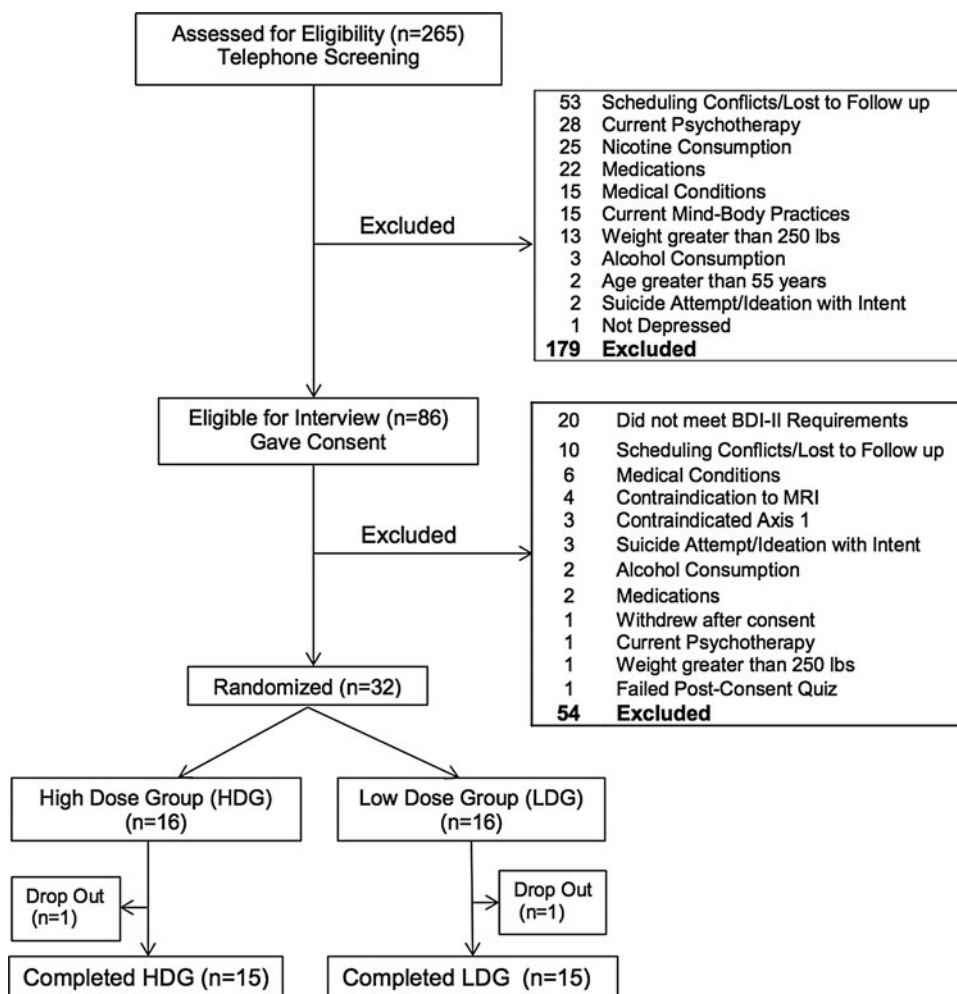 Assessed for Eligibility (n=265)
Telephone Screening
53 Scheduling Conflicts/Lost to Follow up
28 Current Psychotherapy
25 Nicotine Consumption
22 Medications
15 Medical Conditions
15 Current Mind-Body Practices
13 Weight greater than 250 lbs
3 Alcohol Consumption
2 Age greater than 55 years
2 Suicide Attempt/Ideation with Intent
1 Not Depressed
179 Excluded
Excluded
Eligible for Interview (n=86)
Gave Consent
20 Did not meet BDI-II Requirements
10 Scheduling Conflicts/Lost to Follow up
6 Medical Conditions
4 Contraindication to MRI
3 Contraindicated Axis 1
3 Suicide Attempt/Ideation with Intent
2 Alcohol Consumption
2 Medications
1 Withdrew after consent
1 Current Psychotherapy
1 Weight greater than 250 lbs
1 Failed Post-Consent Quiz
54 Excluded
Excluded
Randomized (n=32)
High Dose Group (HDG)
(n=16)
Low Dose Group (LDG)
(n=16)
Drop Out
(n=1)
Drop Out
(n=1)
Completed HDG (n=15)
Completed LDG (n=15)